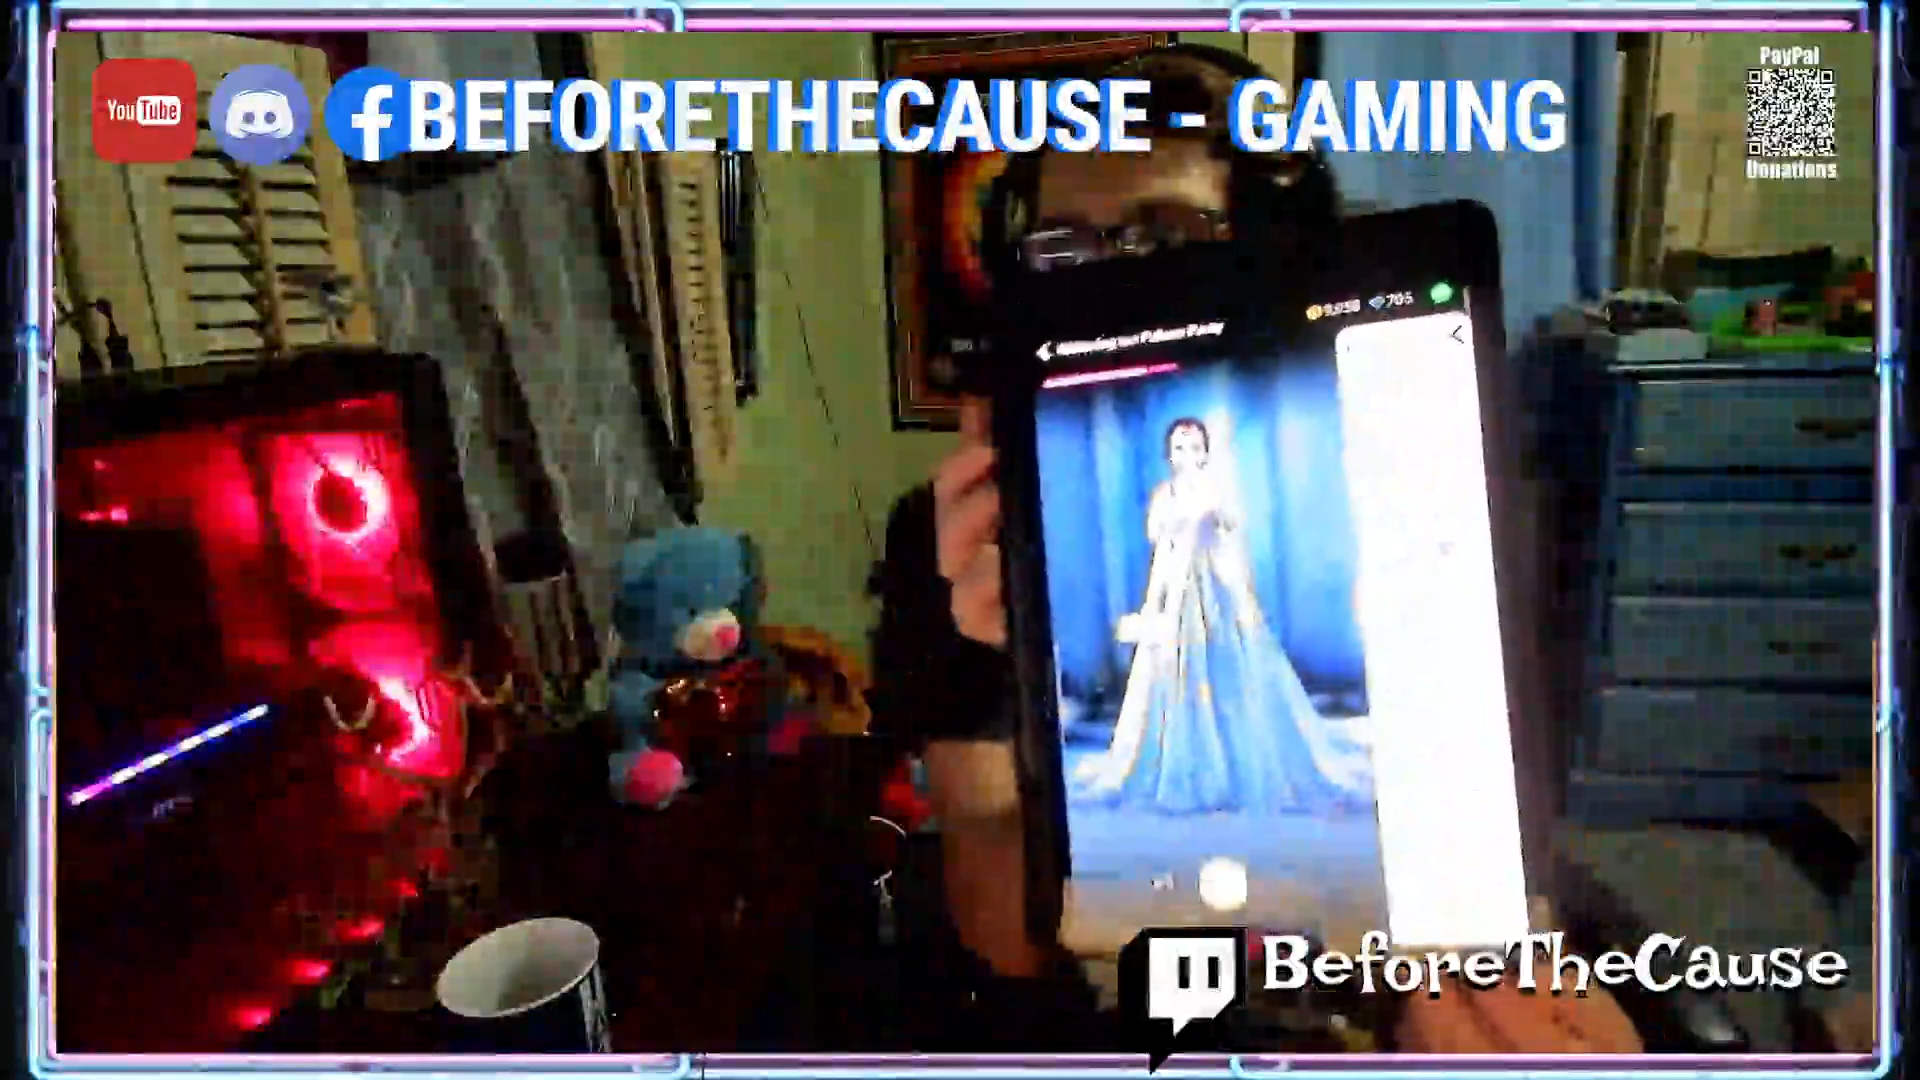 YouTube
BEFORETHECAUSE - GAMING
PayPal
Donations
705
BeforeTheCause